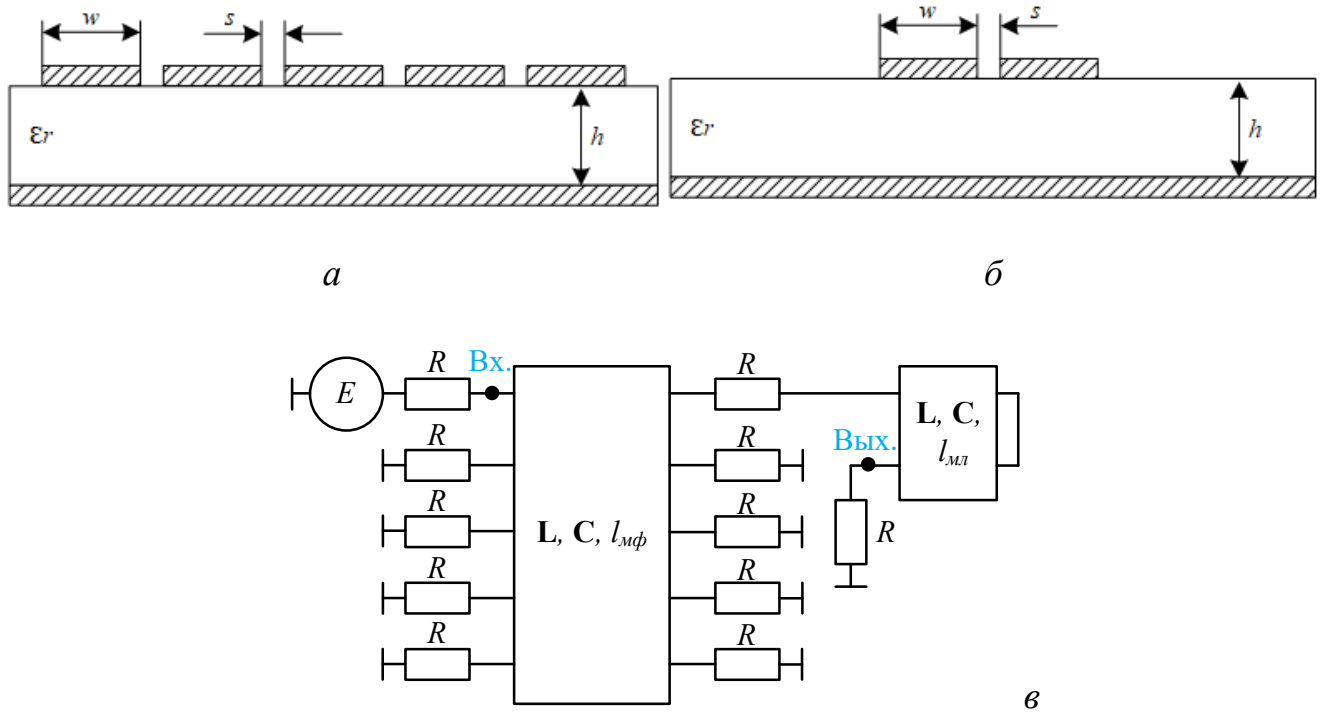 w s w s
εr h εr h
а б
E R Вх. R
R R
R R
R R
R R
L, C, lмф
L, C,
lмл
Вых.
R
в